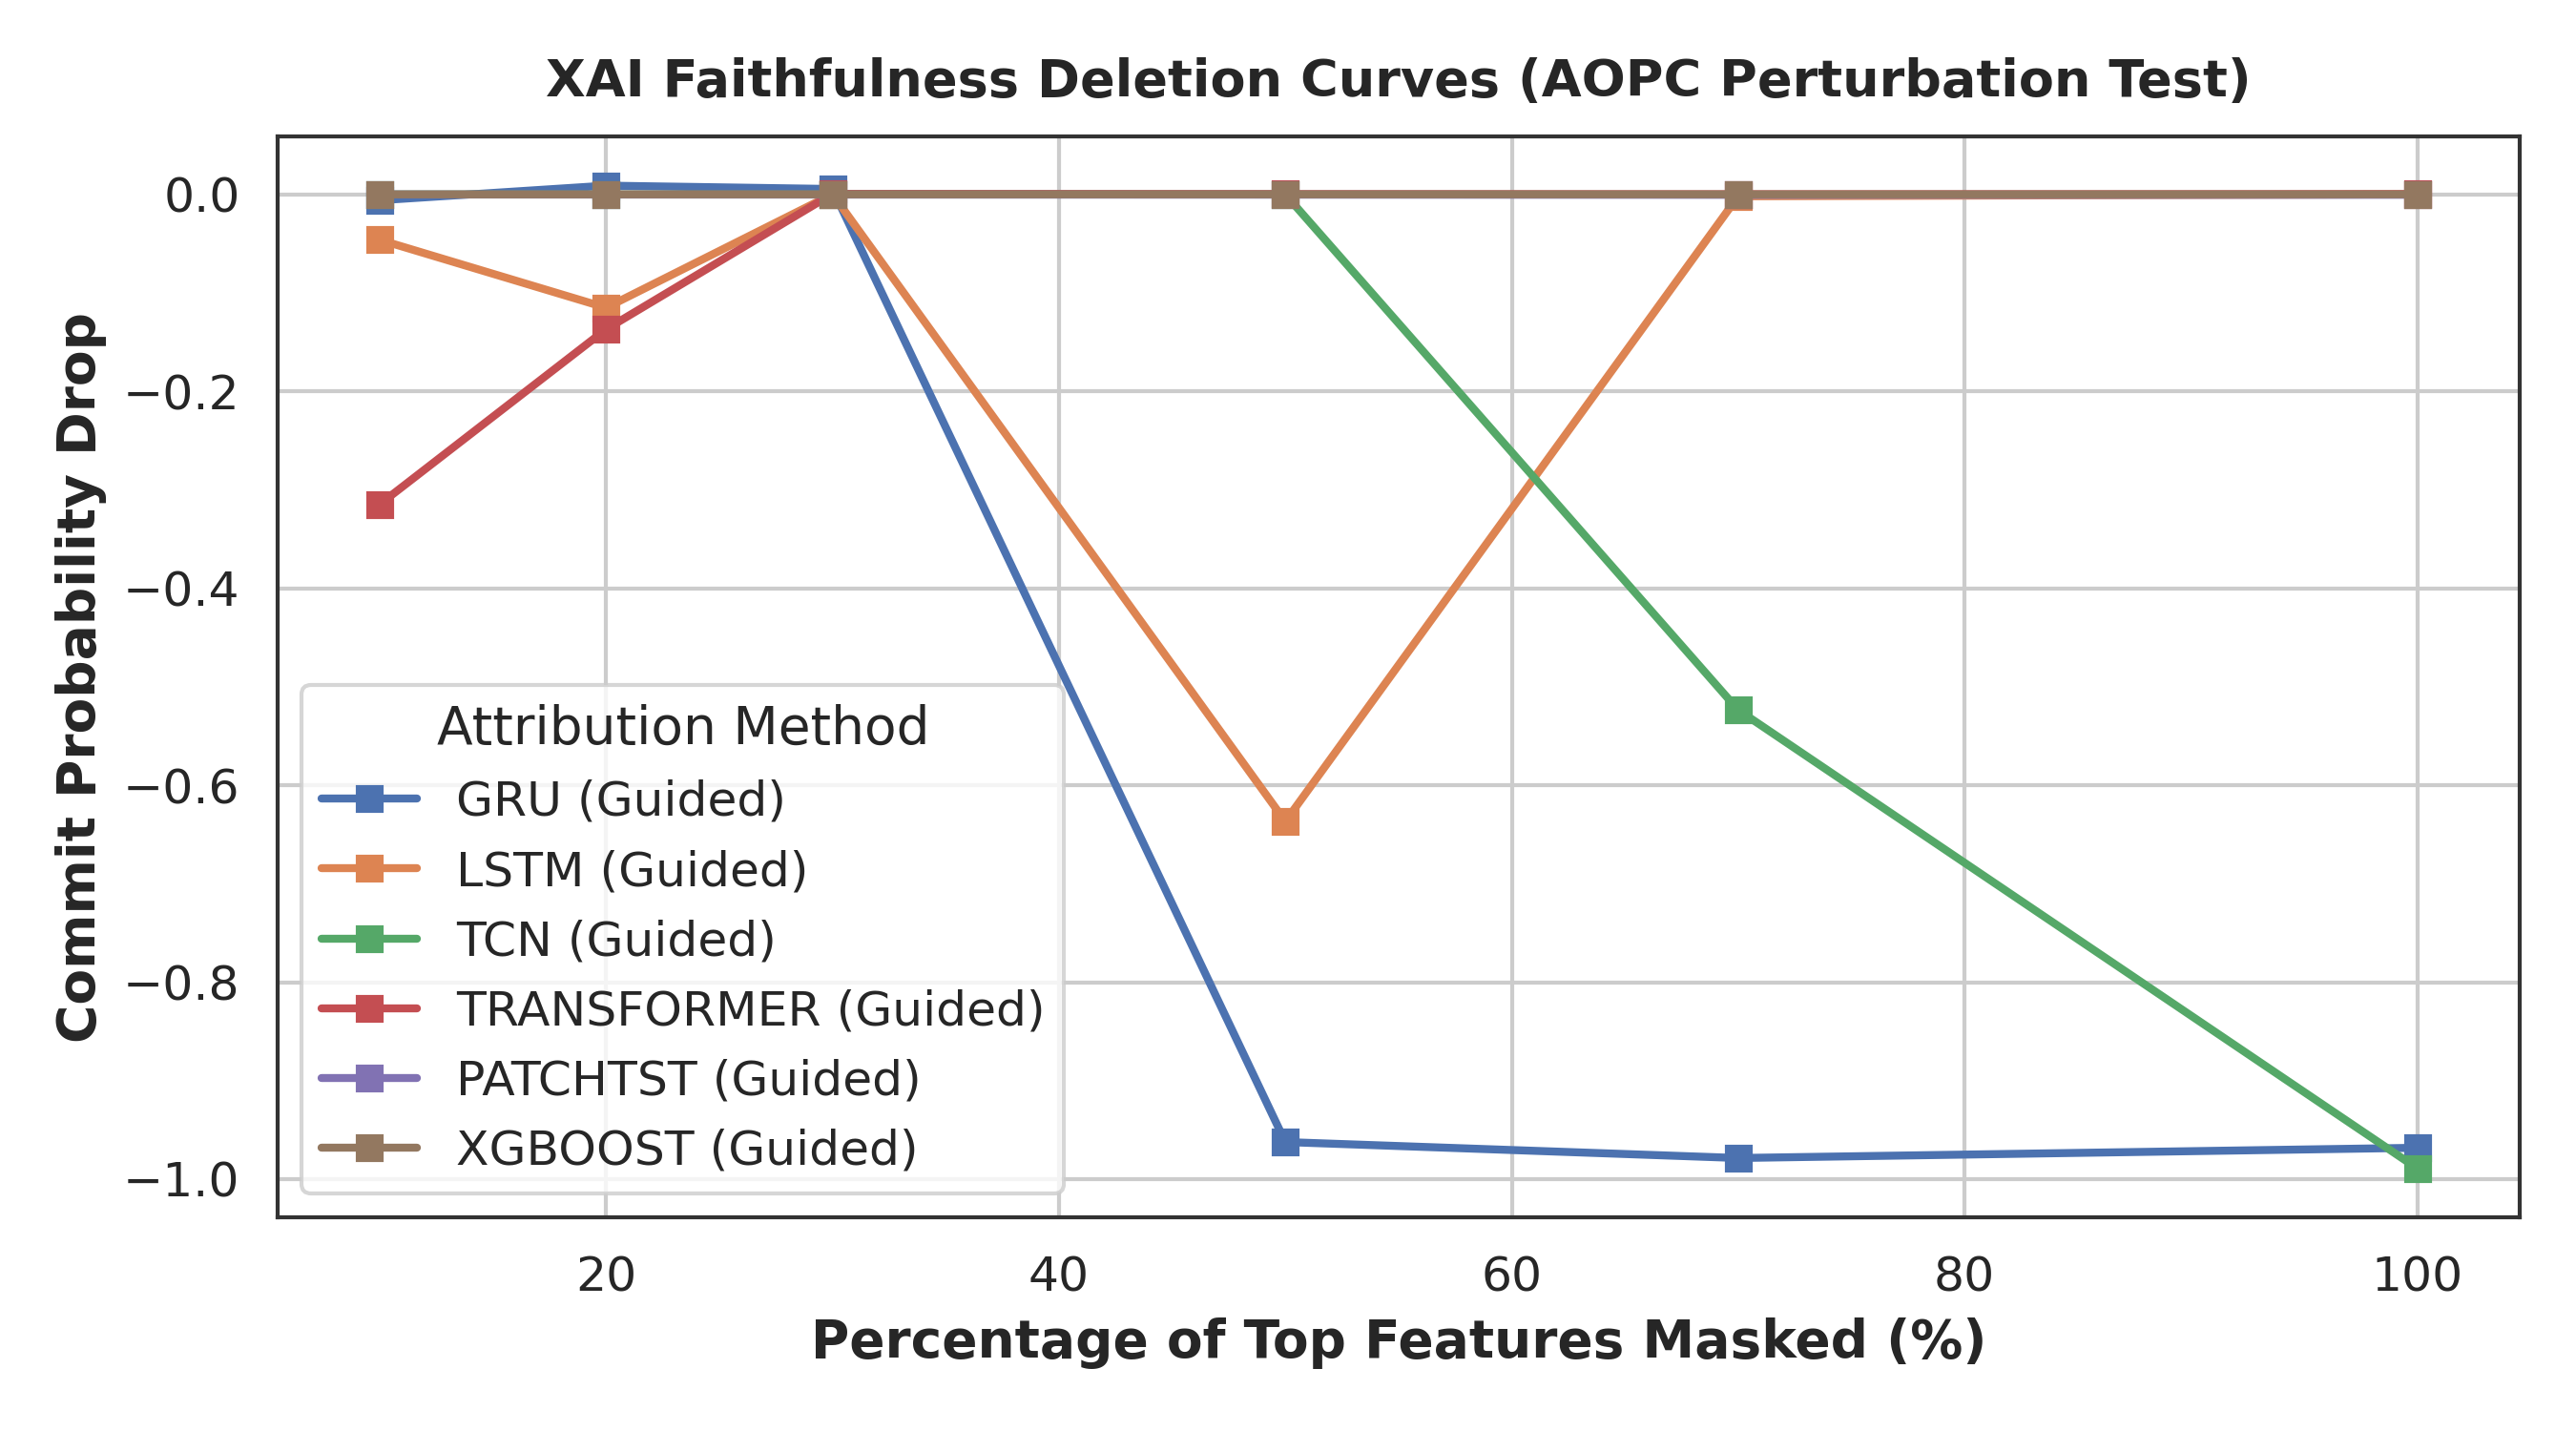 XAI Faithfulness Deletion Curves (AOPC Perturbation Test)
Commit Probability Drop
0.0
−0.2
−0.4
−0.6
−0.8
−1.0
Attribution Method
GRU (Guided)
LSTM (Guided)
TCN (Guided)
TRANSFORMER (Guided)
PATCHTST (Guided)
XGBOOST (Guided)
20 40 60 80 100
Percentage of Top Features Masked (%)